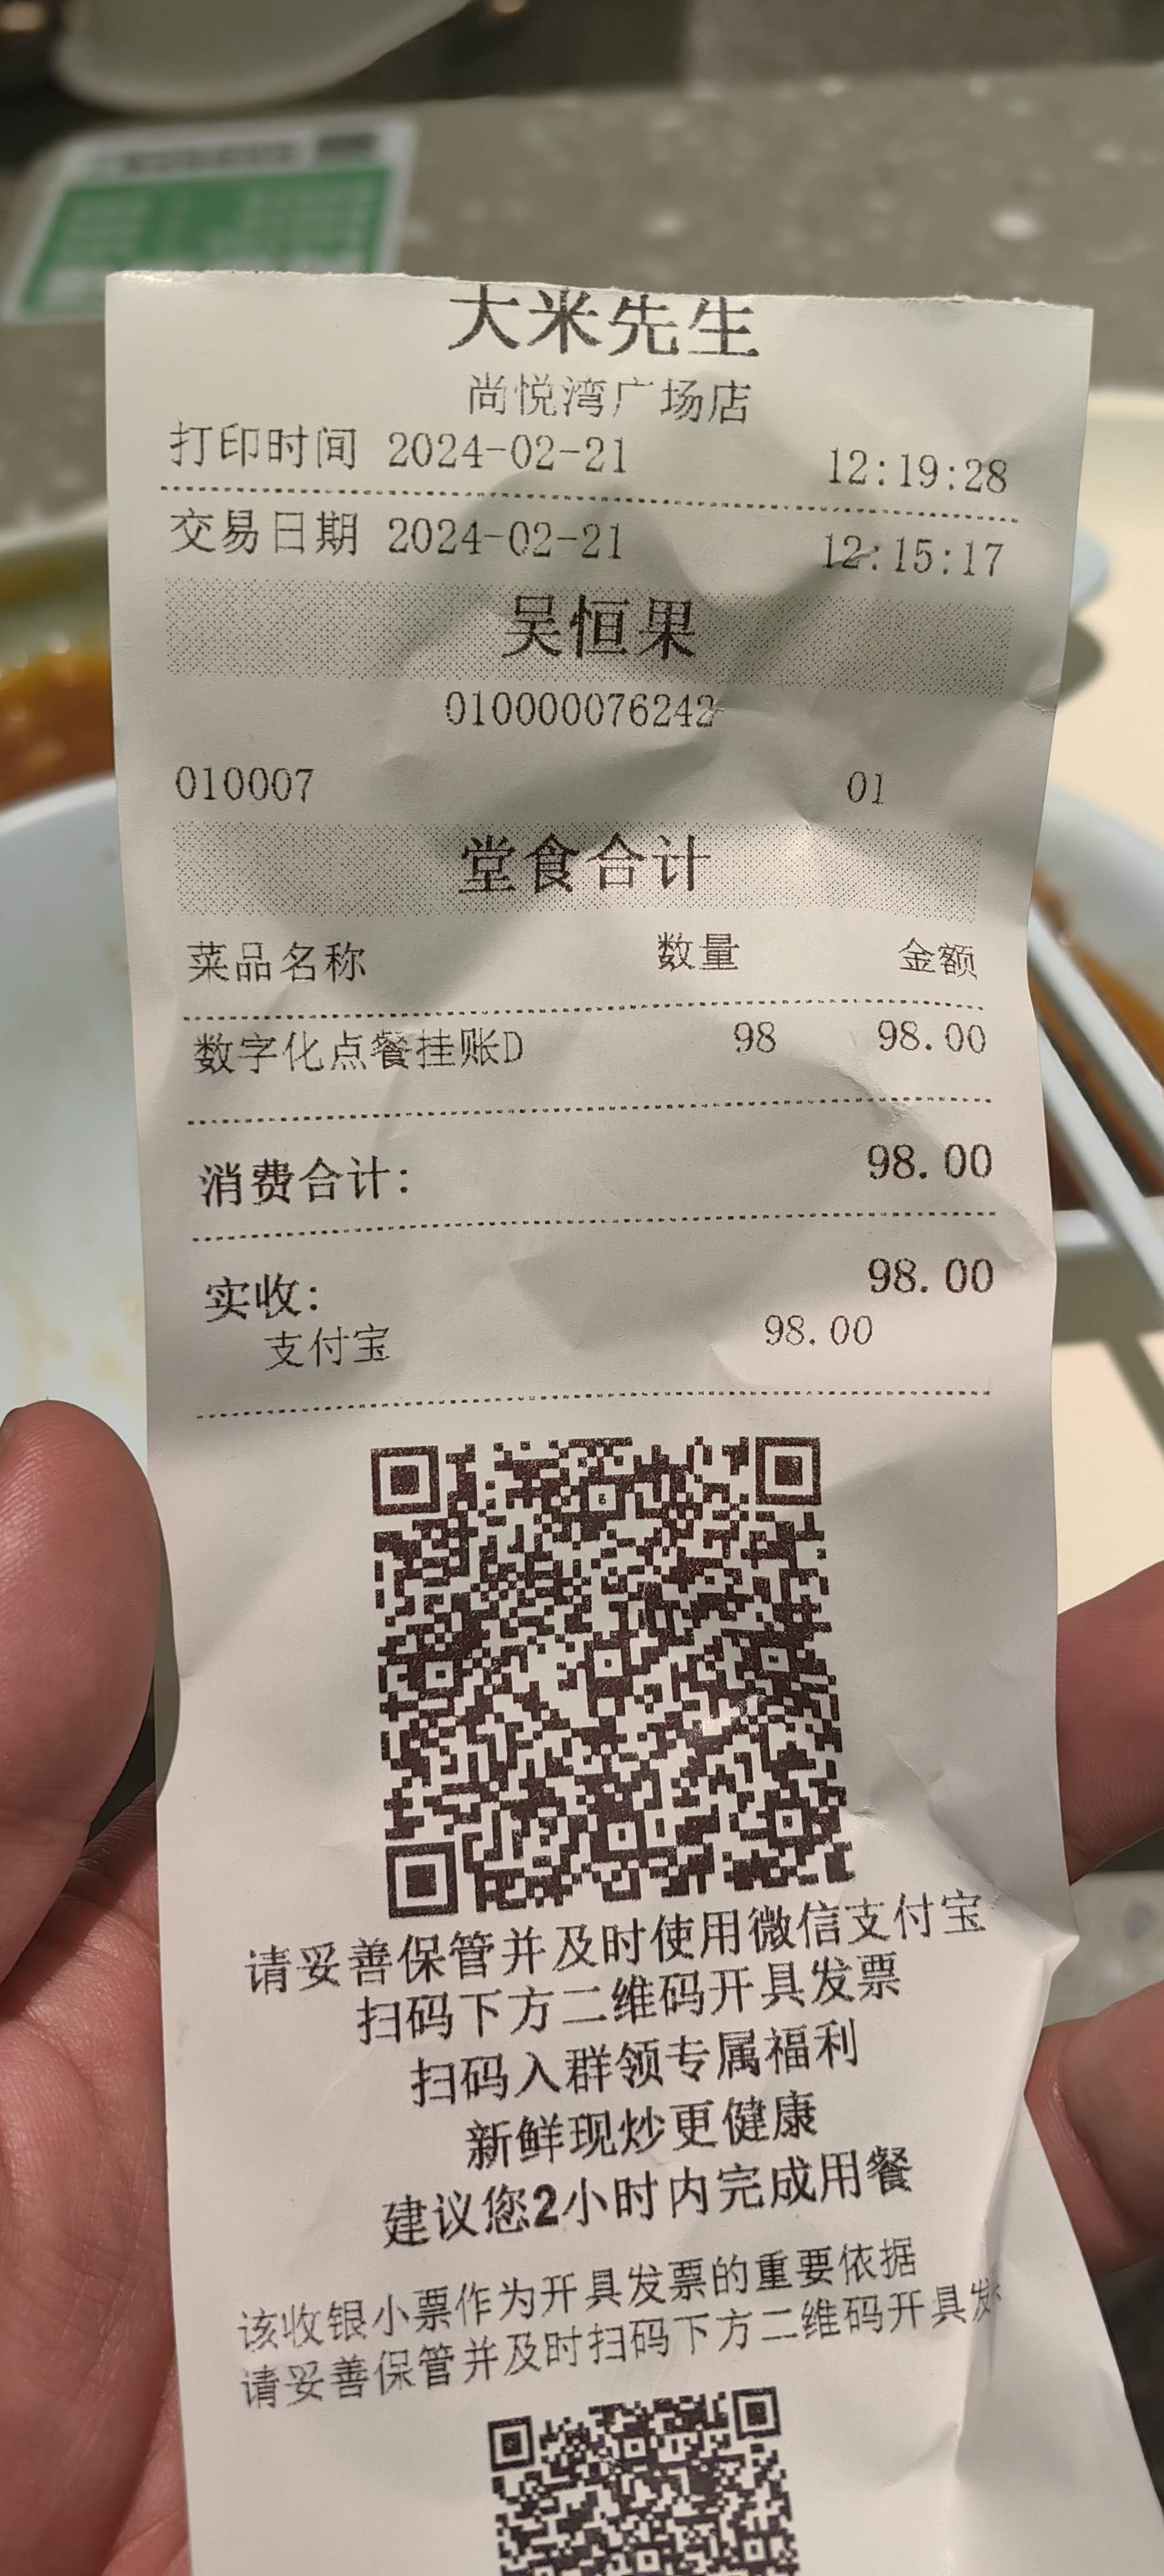 大米先生
尚悦湾广场店
打印时间 2024-02-21 12:19:28
交易日期 2024-02-21 12:15:17
吴恒果
010000076242
010007 01
堂食合计
菜品名称 数量 金额
数字化点餐挂账D 98 98.00
消费合计: 98.00
实收: 98.00
支付宝 98.00
请妥善保管并及时使用微信支付宝
扫码下方二维码开具发票
扫码入群领专属福利
新鲜现炒更健康
建议您2小时内完成用餐
该收银小票作为开具发票的重要依据
请妥善保管并及时扫码下方二维码开具发